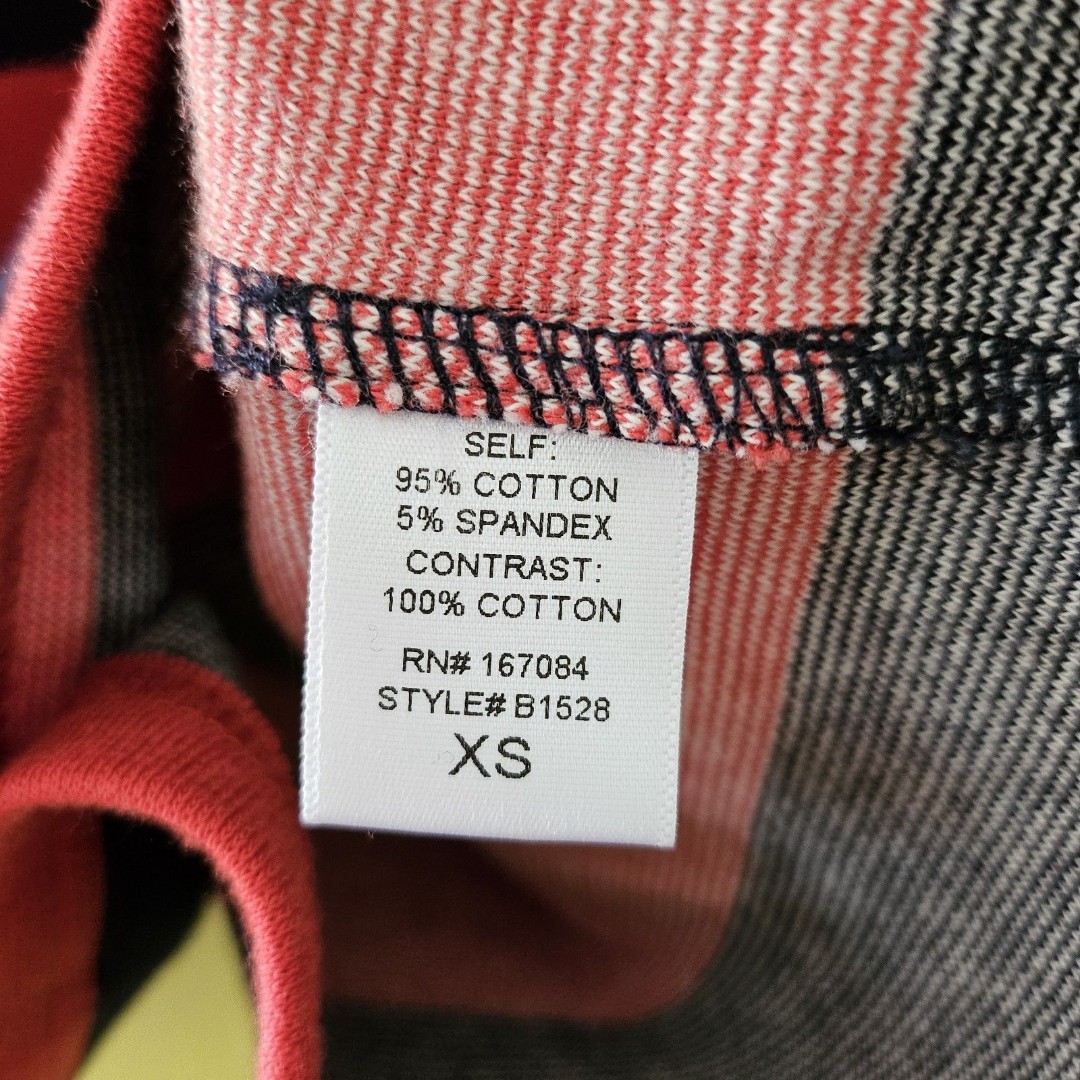 SELF:
95% COTTON
5% SPANDEX
CONTRAST:
100% COTTON
RN# 167084
STYLE# B1528
XS